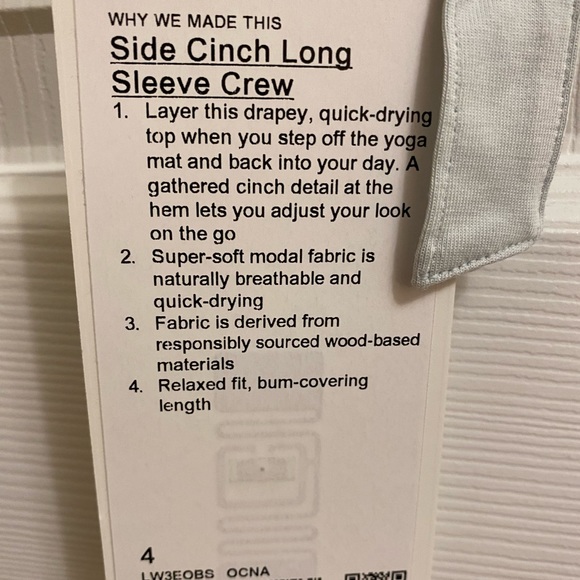 WHY WE MADE THIS
Side Cinch Long
Sleeve Crew
1. Layer this drapey, quick-drying
top when you step off the yoga
mat and back into your day. A
gathered cinch detail at the
hem lets you adjust your look
on the go
2. Super-soft modal fabric is
naturally breathable and
quick-drying
3. Fabric is derived from
responsibly sourced wood-based
materials
4. Relaxed fit, bum-covering
length
4
LW3EOBS OCNA